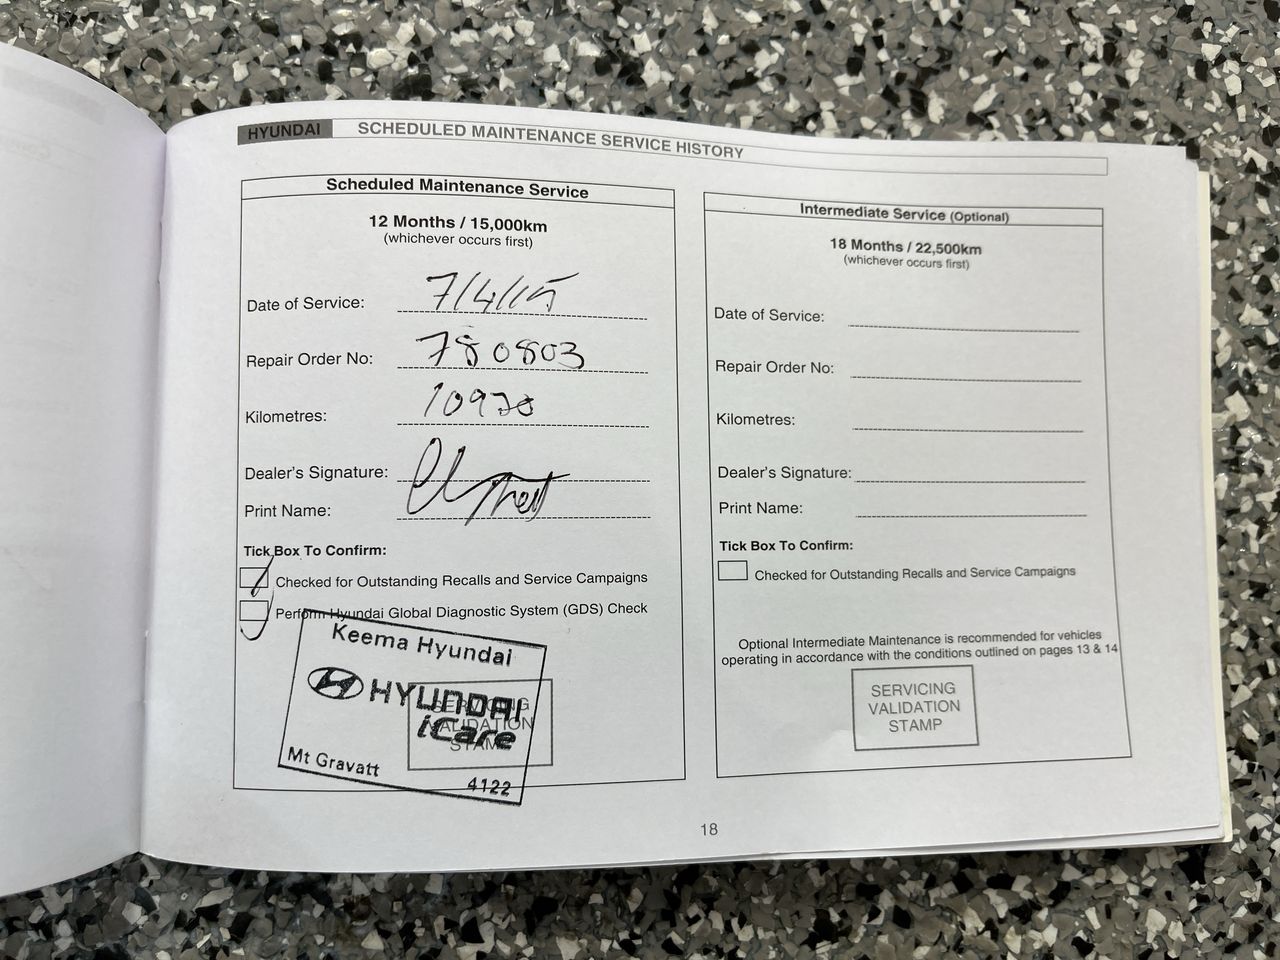 HYUNDAI SCHEDULED MAINTENANCE SERVICE HISTORY
Scheduled Maintenance Service
12 Months / 15,000km
(whichever occurs first)
Date of Service: 7/4/15
Repair Order No: 780803
Kilometres: 10970
Dealer's Signature:
Print Name:
Tick Box To Confirm:
Checked for Outstanding Recalls and Service Campaigns
Perform Hyundai Global Diagnostic System (GDS) Check
Keema Hyundai
HYUNDAI
iCare
Mt Gravatt
4122
SERVICING
VALIDATION
STAMP
Intermediate Service (Optional)
18 Months / 22,500km
(whichever occurs first)
Date of Service:
Repair Order No:
Kilometres:
Dealer's Signature:
Print Name:
Tick Box To Confirm:
Checked for Outstanding Recalls and Service Campaigns
Optional Intermediate Maintenance is recommended for vehicles
operating in accordance with the conditions outlined on pages 13 & 14
SERVICING
VALIDATION
STAMP
18